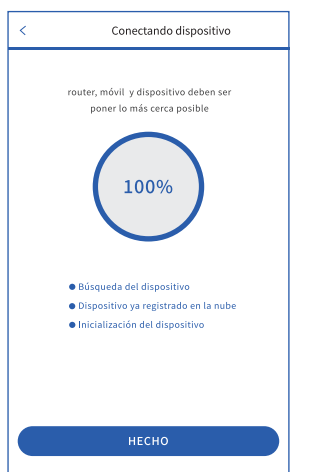 Conectando dispositivo
router, móvil y dispositivo deben ser
poner lo más cerca posible
100%
Búsqueda del dispositivo
Dispositivo ya registrado en la nube
Inicialización del dispositivo
HECHO